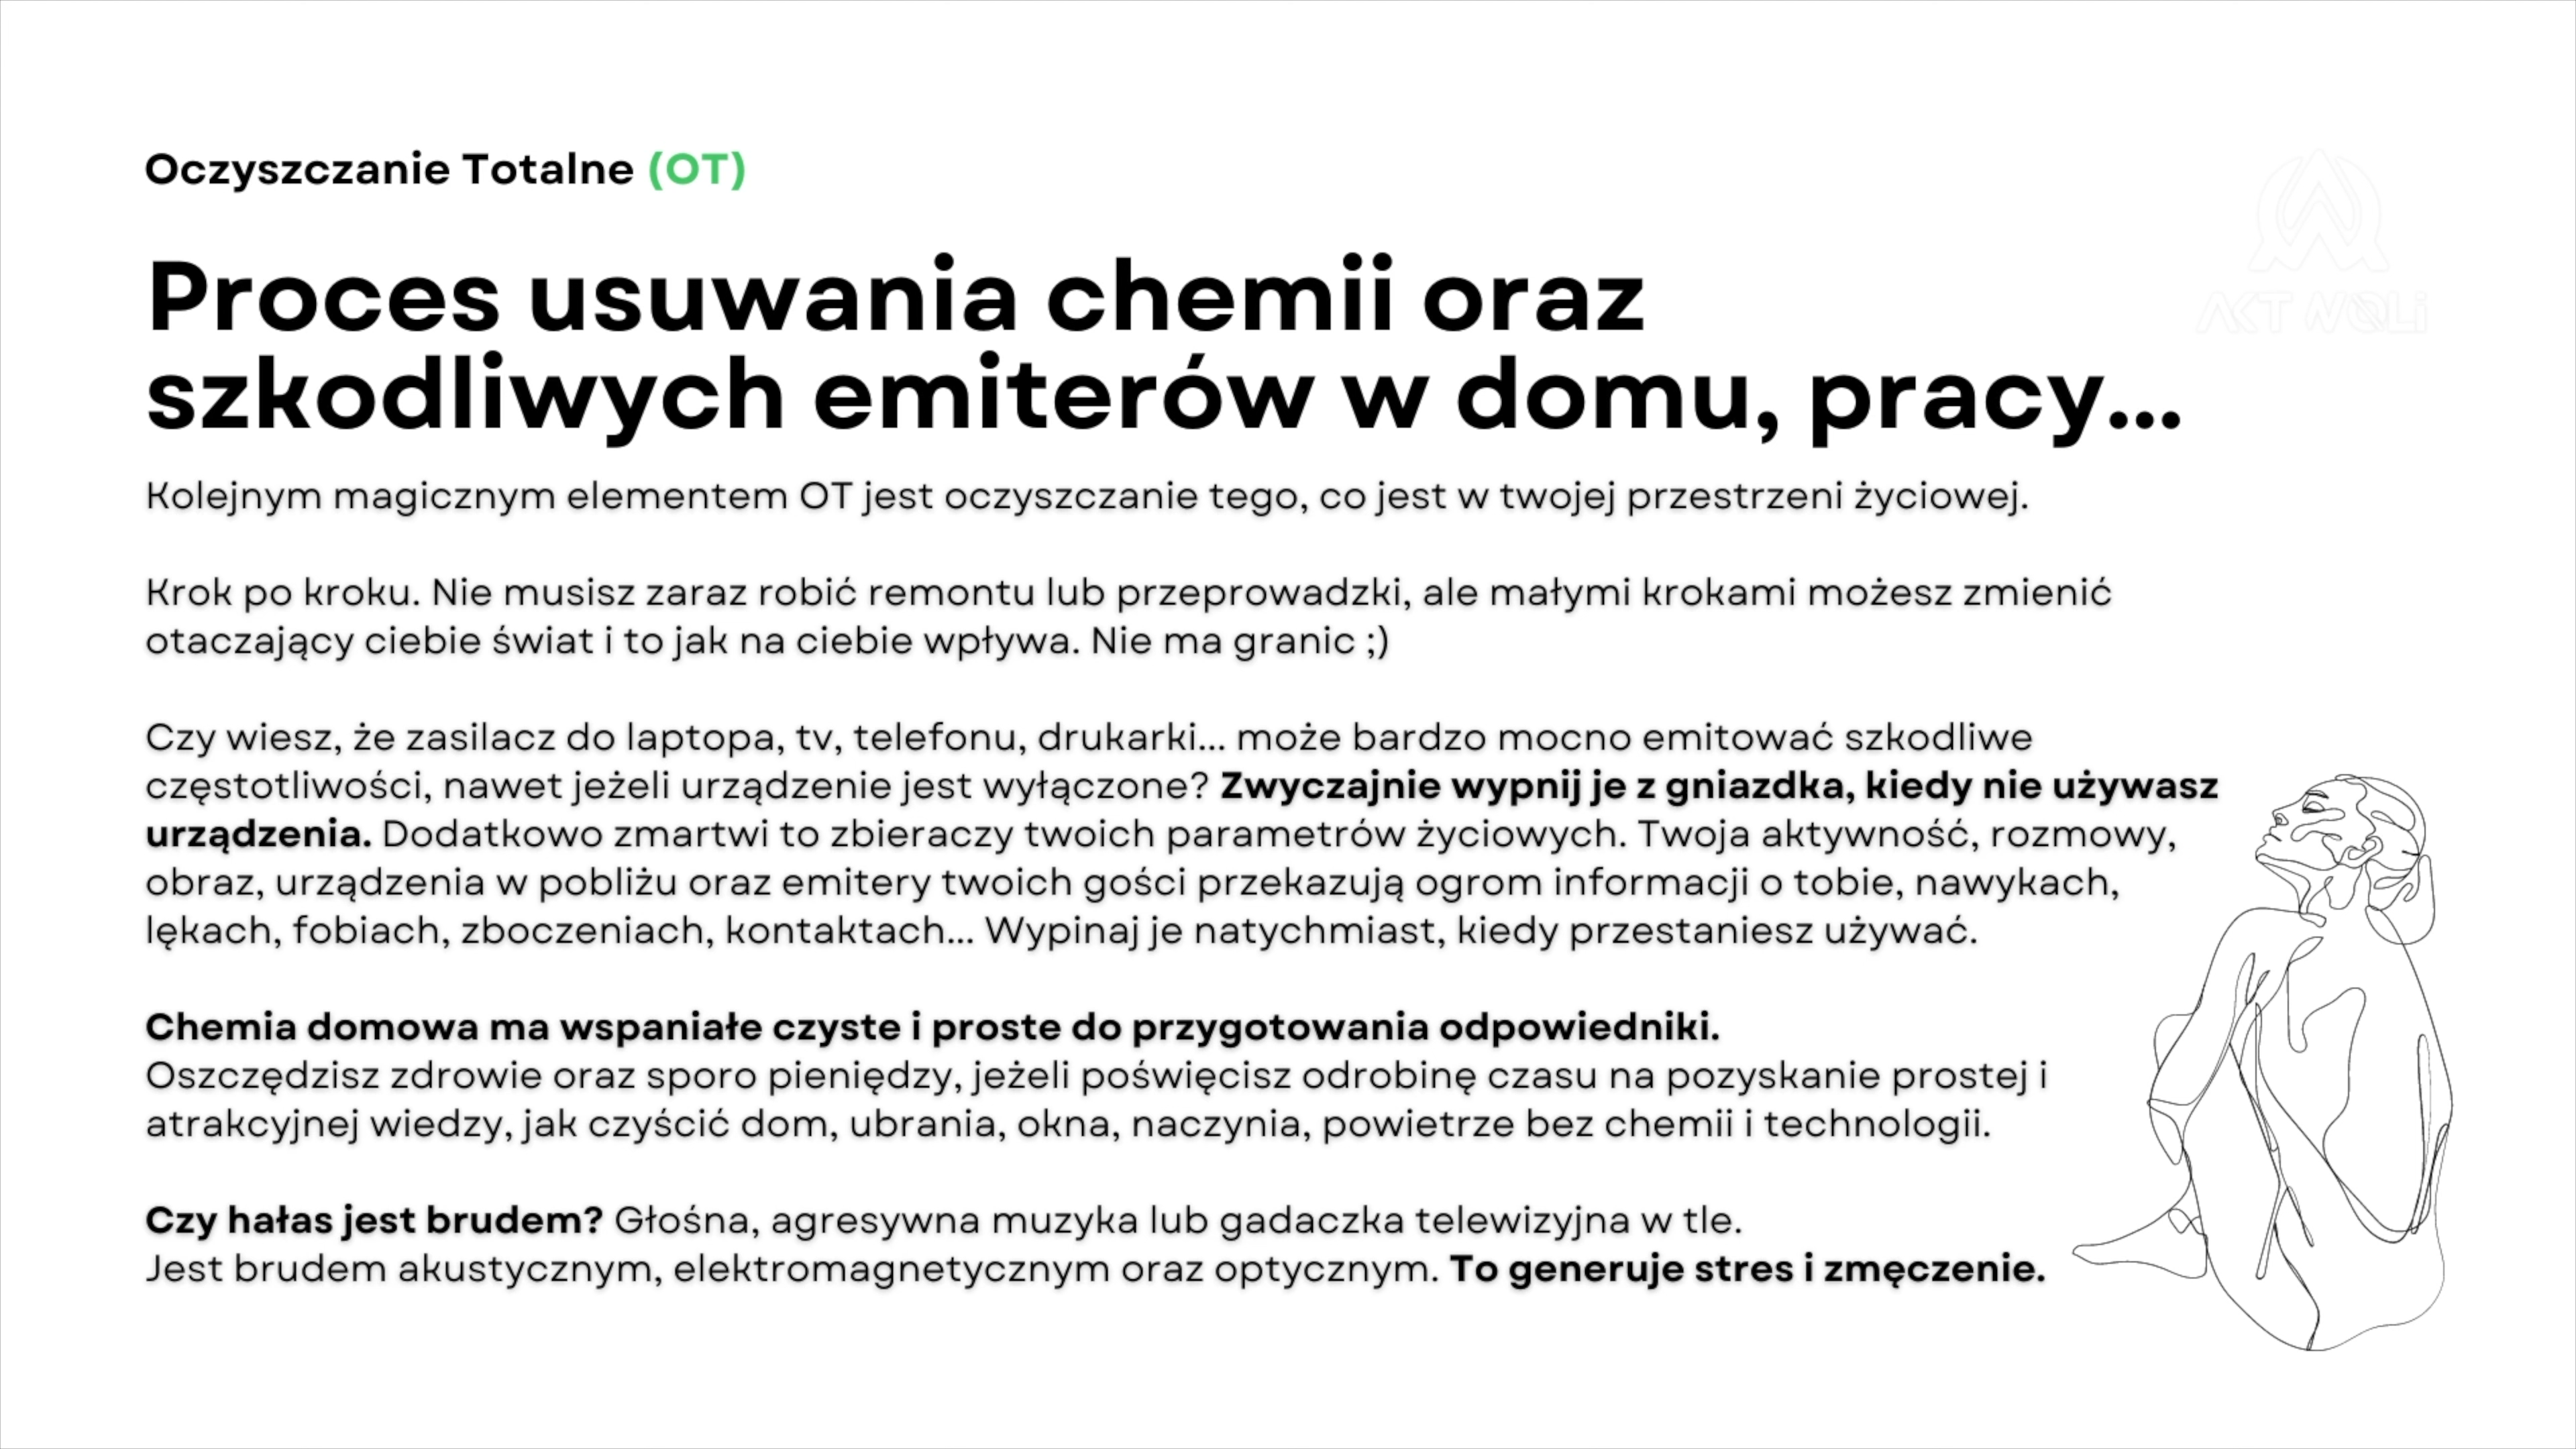 Oczyszczanie Totalne (OT)
AKT WOLi
Proces usuwania chemii oraz
szkodliwych emiterów w domu, pracy...
Kolejnym magicznym elementem OT jest oczyszczanie tego, co jest w twojej przestrzeni życiowej.
Krok po kroku. Nie musisz zaraz robić remontu lub przeprowadzki, ale małymi krokami możesz zmienić
otaczający ciebie świat i to jak na ciebie wpływa. Nie ma granic ;)
Czy wiesz, że zasilacz do laptopa, tv, telefonu, drukarki... może bardzo mocno emitować szkodliwe
częstotliwości, nawet jeżeli urządzenie jest wyłączone? Zwyczajnie wypnij je z gniazdka, kiedy nie używasz
urządzenia. Dodatkowo zmartwi to zbieraczy twoich parametrów życiowych. Twoja aktywność, rozmowy,
obraz, urządzenia w pobliżu oraz emitery twoich gości przekazują ogrom informacji o tobie, nawykach,
lękach, fobiach, zboczeniach, kontaktach... Wypinaj je natychmiast, kiedy przestaniesz używać.
Chemia domowa ma wspaniałe czyste i proste do przygotowania odpowiedniki.
Oszczędzisz zdrowie oraz sporo pieniędzy, jeżeli poświęcisz odrobinę czasu na pozyskanie prostej i
atrakcyjnej wiedzy, jak czyścić dom, ubrania, okna, naczynia, powietrze bez chemii i technologii.
Czy hałas jest brudem? Głośna, agresywna muzyka lub gadaczka telewizyjna w tle.
Jest brudem akustycznym, elektromagnetycznym oraz optycznym. To generuje stres i zmęczenie.